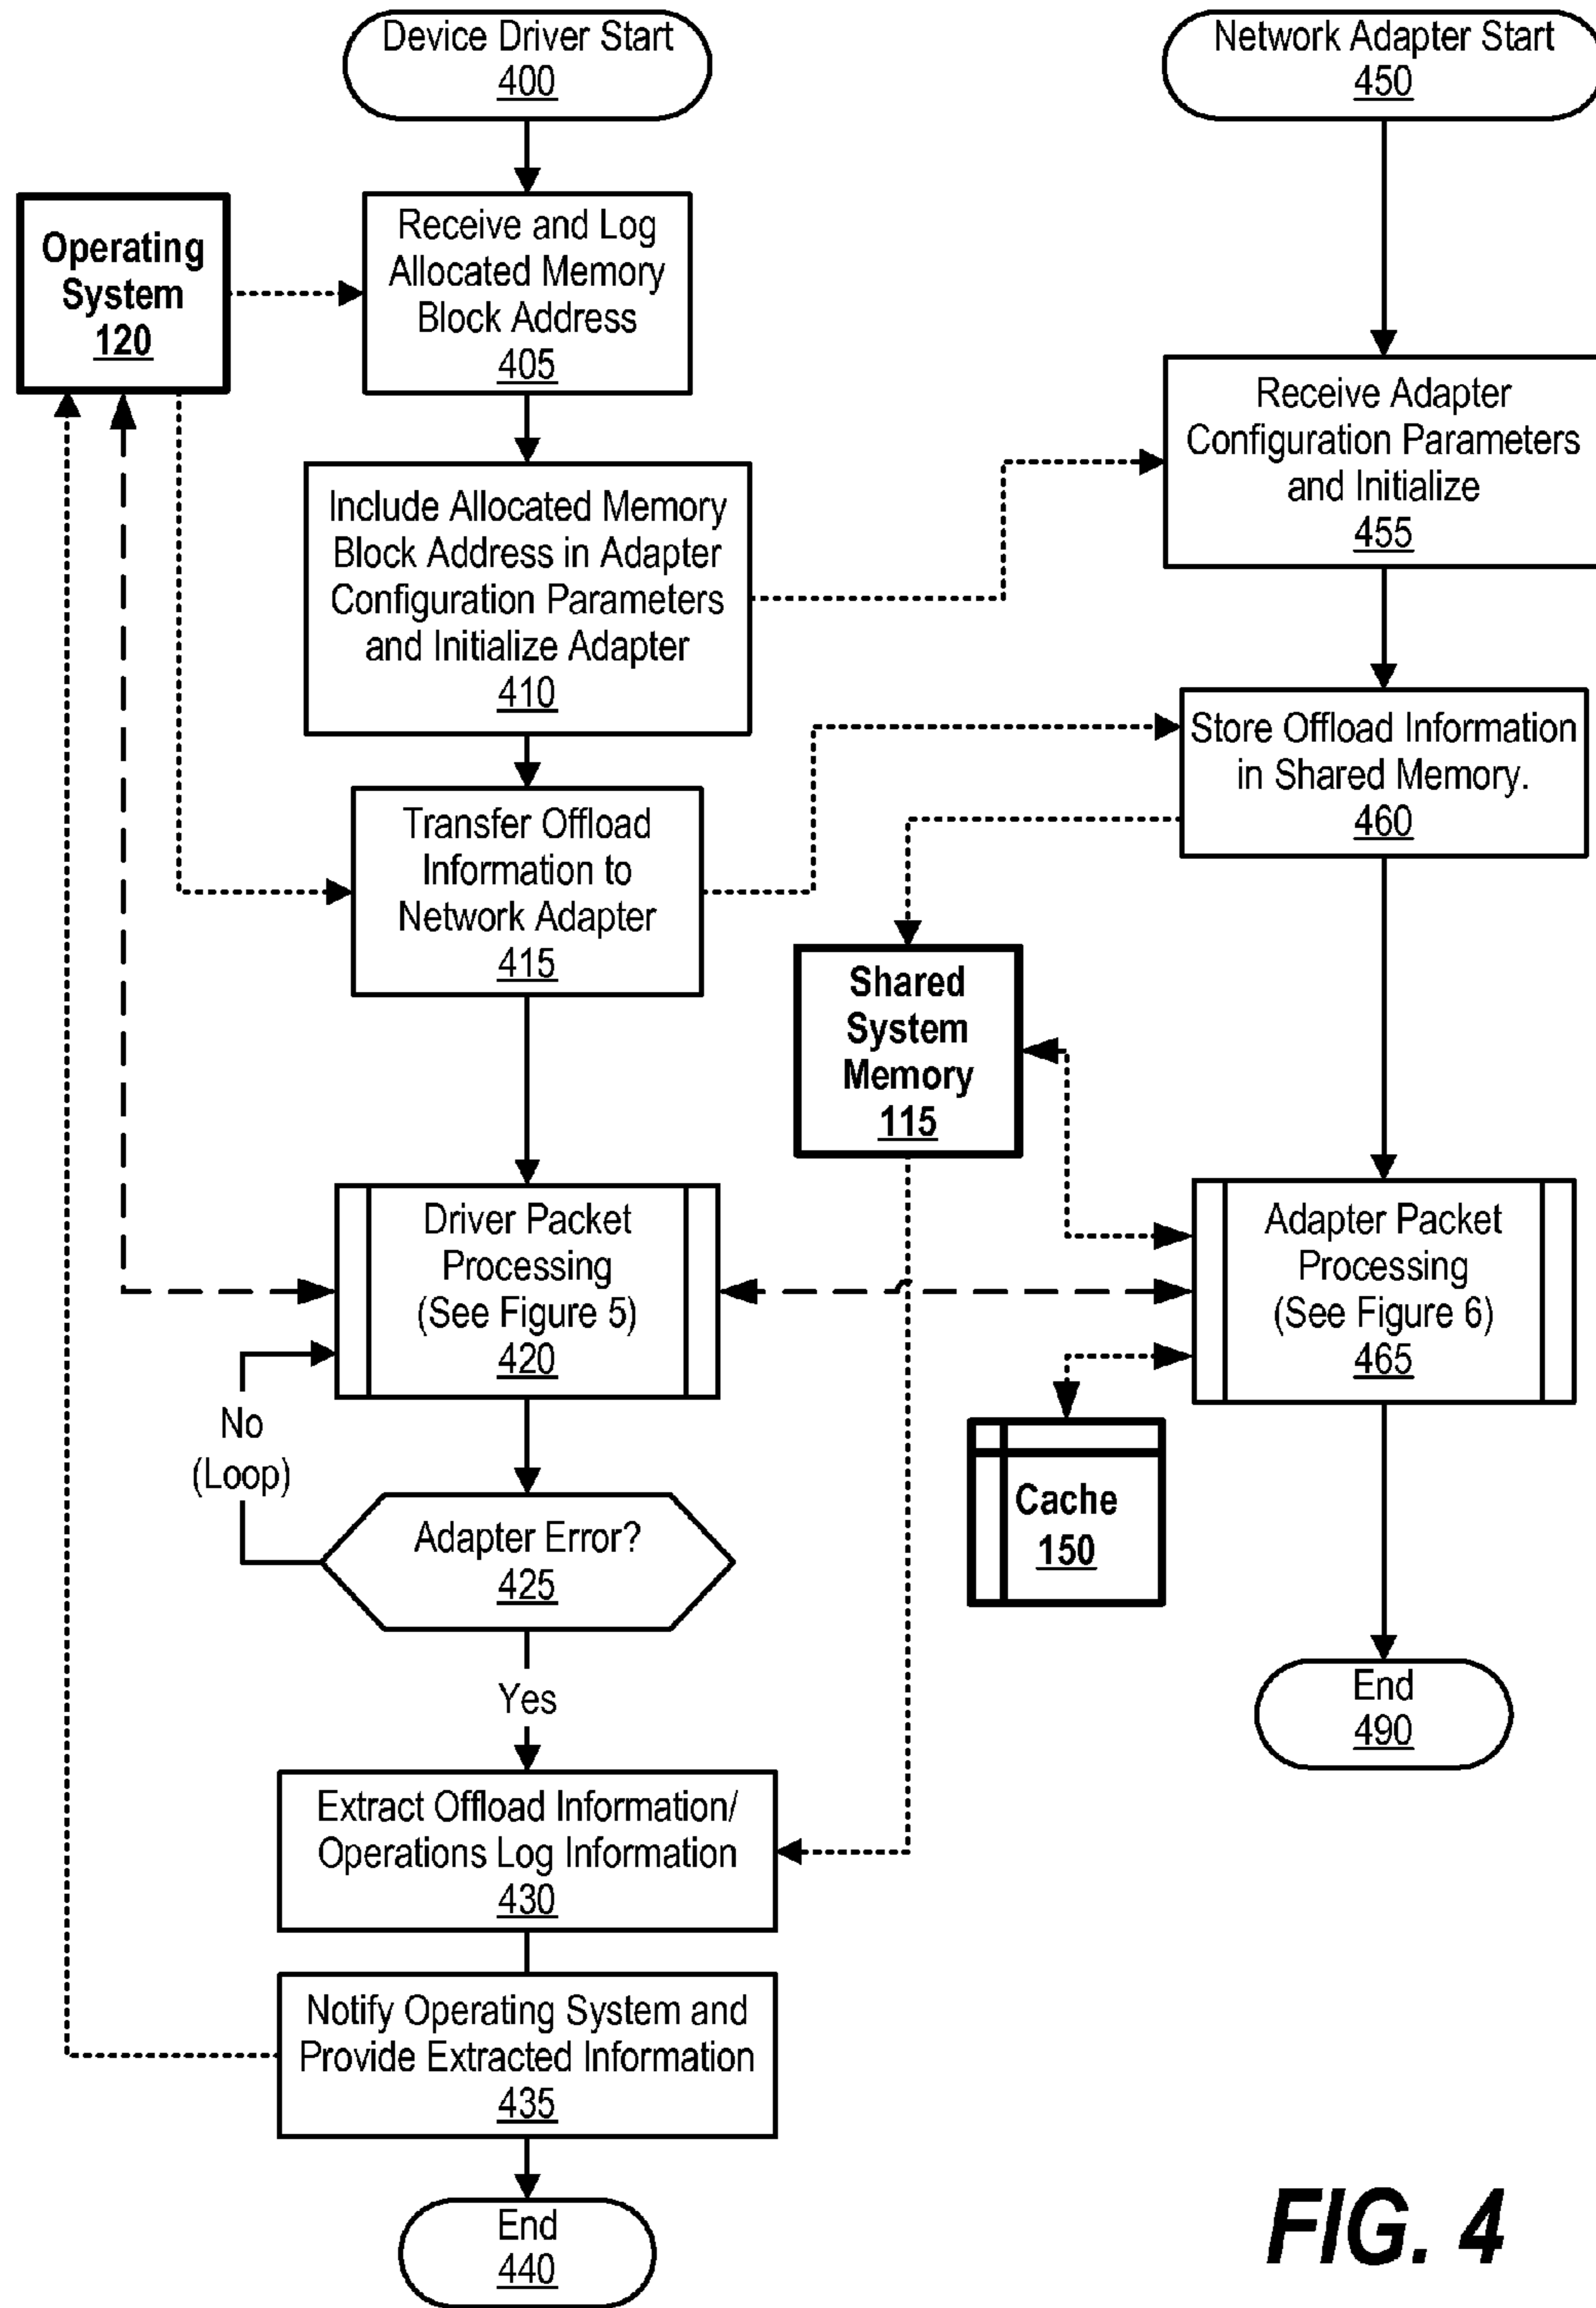 Device Driver Start
400
Network Adapter Start
450
Operating
System
120
Receive and Log
Allocated Memory
Block Address
405
Receive Adapter
Configuration Parameters
and Initialize
455
Include Allocated Memory
Block Address in Adapter
Configuration Parameters
and Initialize Adapter
410
Store Offload Information
in Shared Memory.
460
Transfer Offload
Information to
Network Adapter
415
Shared
System
Memory
115
Driver Packet
Processing
(See Figure 5)
420
Adapter Packet
Processing
(See Figure 6)
465
No
(Loop)
Cache
150
Adapter Error?
425
Yes
End
490
Extract Offload Information/
Operations Log Information
430
Notify Operating System and
Provide Extracted Information
435
End
440
FIG. 4